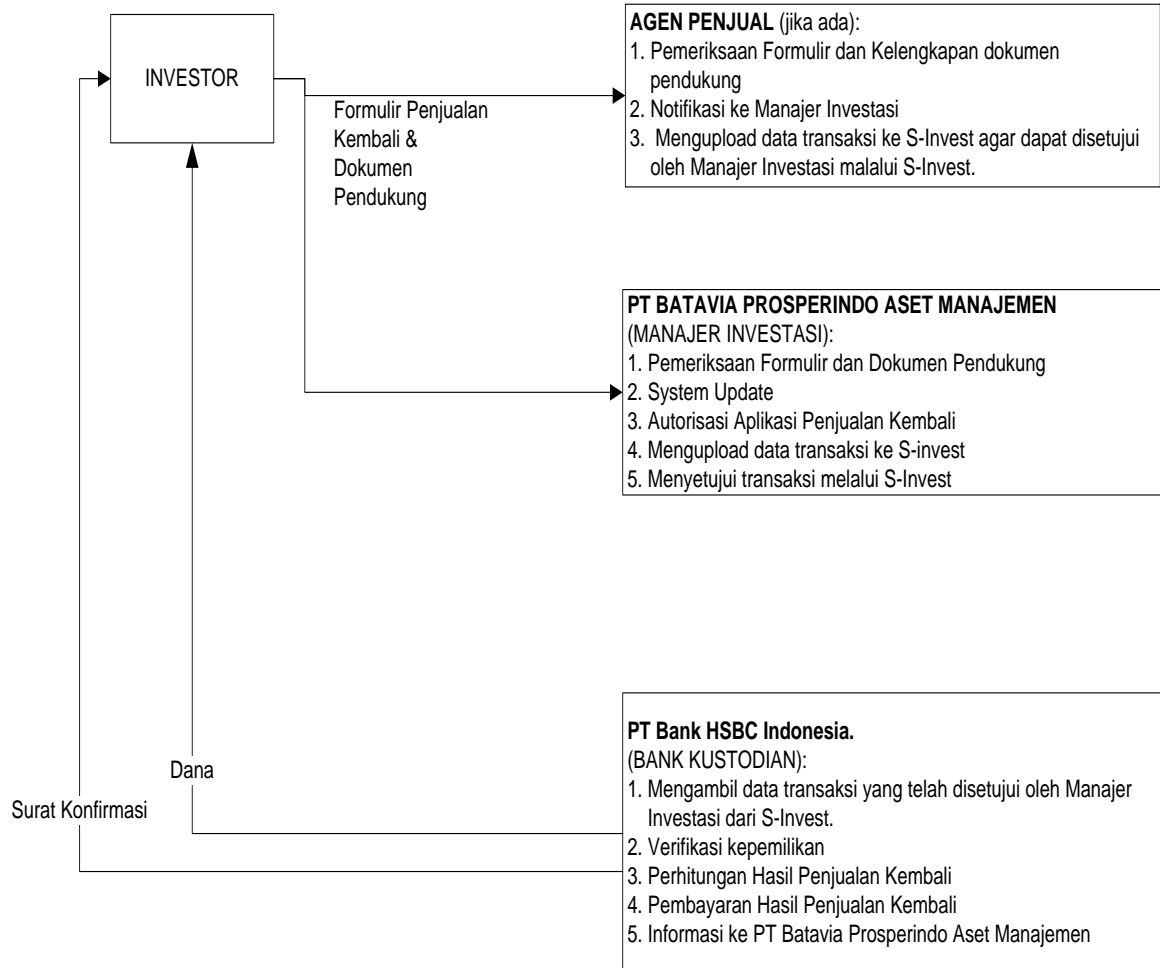 INVESTOR
Formulir Penjualan
Kembali &
Dokumen
Pendukung
AGEN PENJUAL (jika ada):
1. Pemeriksaan Formulir dan Kelengkapan dokumen
pendukung
2. Notifikasi ke Manajer Investasi
3. Mengupload data transaksi ke S-Invest agar dapat disetujui
oleh Manajer Investasi malalui S-Invest.
PT BATAVIA PROSPERINDO ASET MANAJEMEN
(MANAJER INVESTASI):
1. Pemeriksaan Formulir dan Dokumen Pendukung
2. System Update
3. Autorisasi Aplikasi Penjualan Kembali
4. Mengupload data transaksi ke S-invest
5. Menyetujui transaksi melalui S-Invest
Dana
Surat Konfirmasi
PT Bank HSBC Indonesia.
(BANK KUSTODIAN):
1. Mengambil data transaksi yang telah disetujui oleh Manajer
Investasi dari S-Invest.
2. Verifikasi kepemilikan
3. Perhitungan Hasil Penjualan Kembali
4. Pembayaran Hasil Penjualan Kembali
5. Informasi ke PT Batavia Prosperindo Aset Manajemen